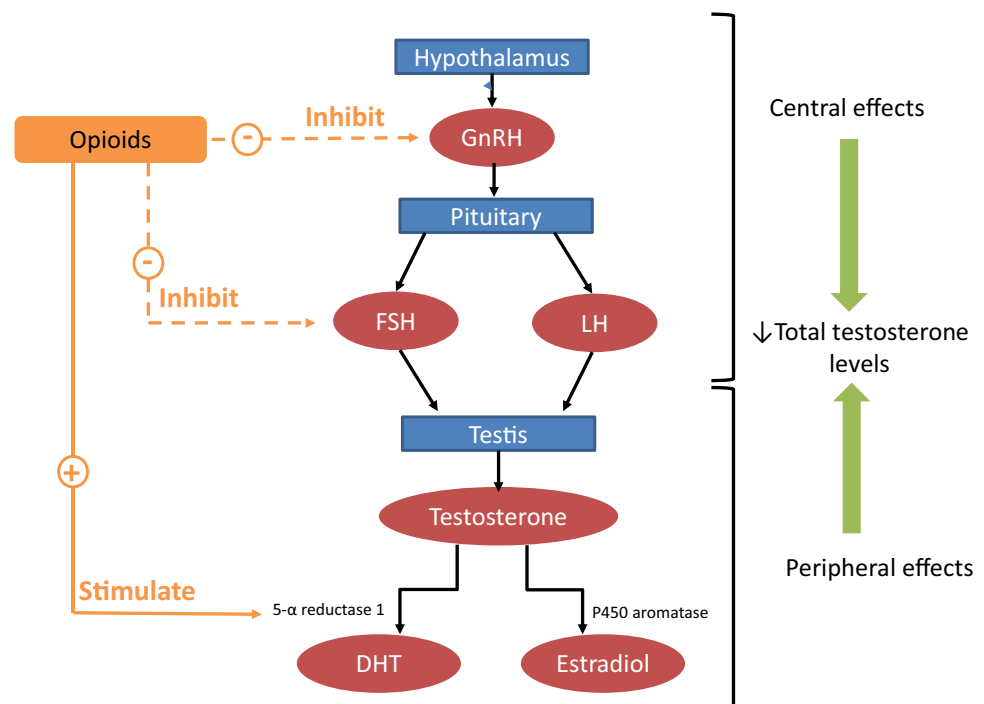 Hypothalamus
Central effects
Inhibit
Opioids
-
GnRH
Pituitary
-
Inhibit
FSH
LH
↓Total testosterone
levels
Testis
+
Testosterone
Peripheral effects
Stimulate
5-α reductase 1
P450 aromatase
DHT
Estradiol